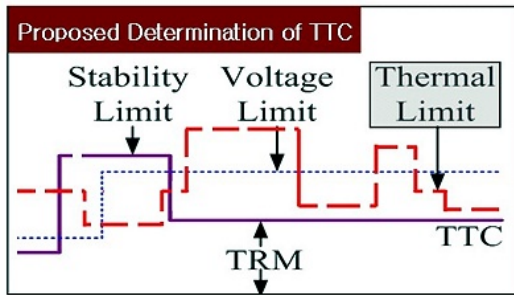 Proposed Determination of TTC
Stability Voltage Thermal
Limit Limit Limit
TTC
TRM